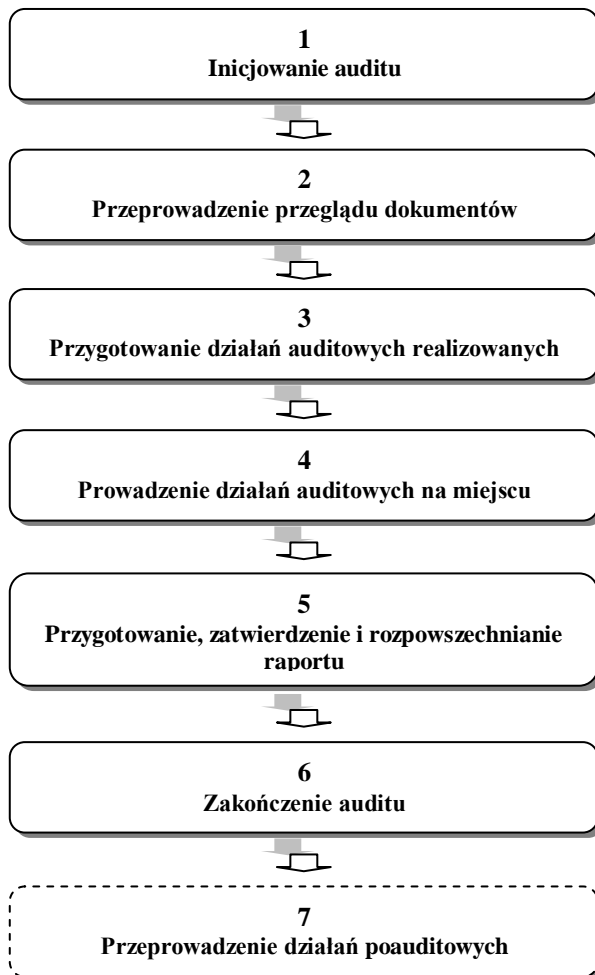 1
Inicjowanie auditu
2
Przeprowadzenie przeglądu dokumentów
3
Przygotowanie działań auditowych realizowanych
4
Prowadzenie działań auditowych na miejscu
5
Przygotowanie, zatwierdzenie i rozpowszechnianie
raportu
6
Zakończenie auditu
7
Przeprowadzenie działań poauditowych